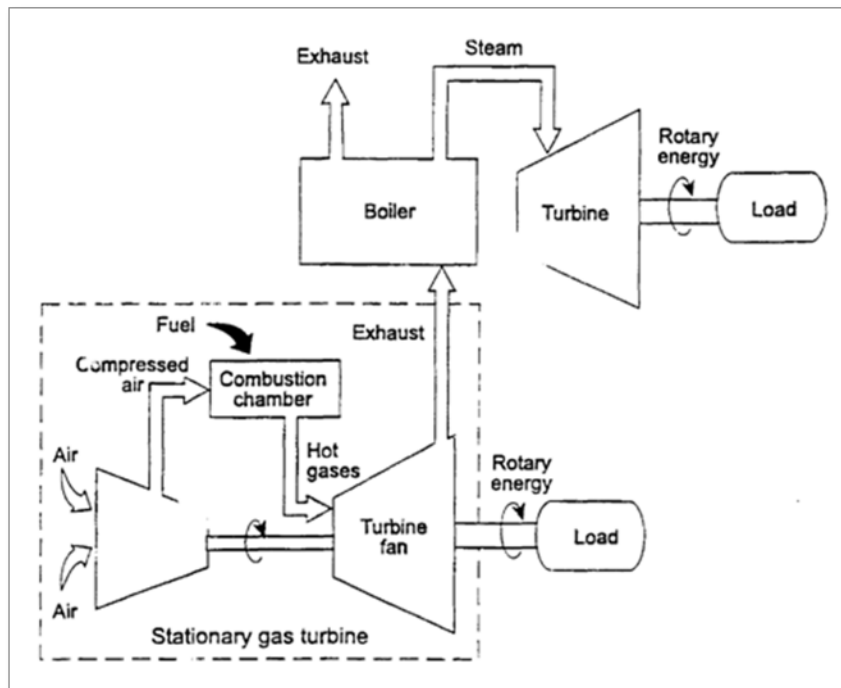 Steam
Exhaust
Rotary
energy
Boiler
Turbine
Load
Exhaust
Fuel
Compressed
air
Combustion
chamber
Hot
gases
Air
Rotary
energy
Turbine
fan
Load
Air
Stationary gas turbine